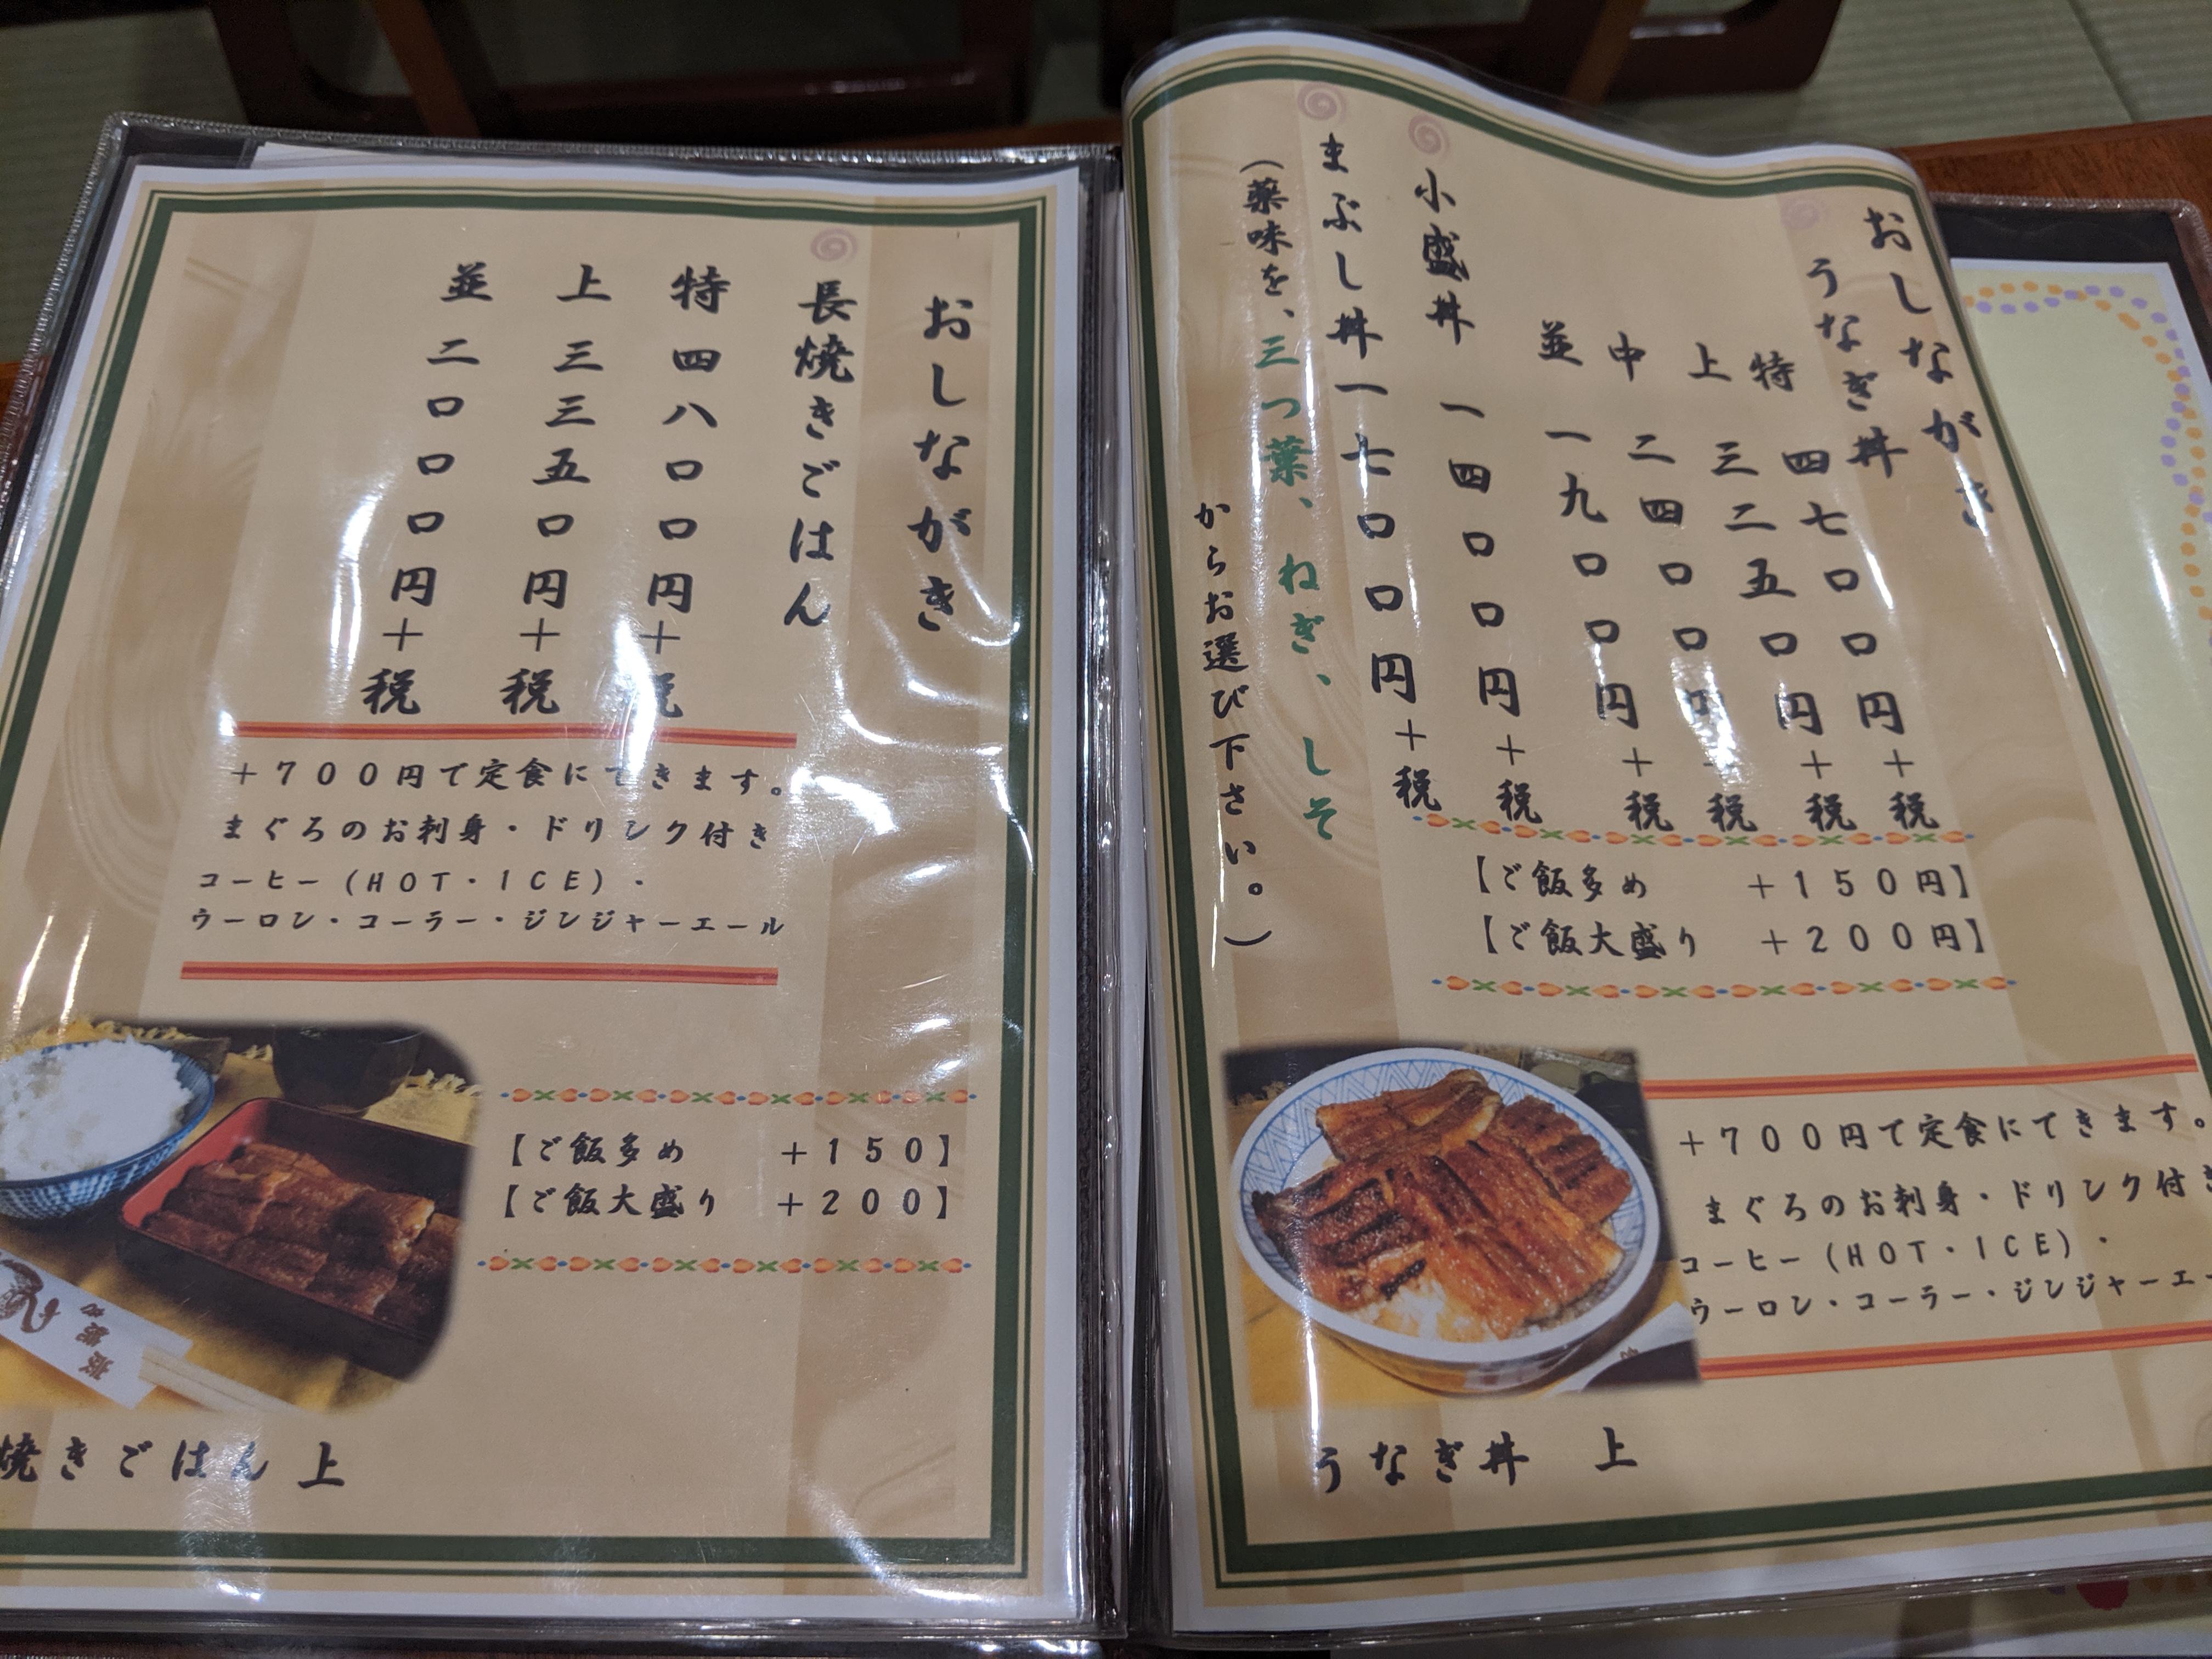 おしながき
うなぎ丼
特 四七〇〇円+税
上 三二五〇円+税
中 二四〇〇円+税
並 一九〇〇円+税
小盛丼 一四〇〇円+税
まぶし丼 一七〇〇円+税
(薬味を、三つ葉、ねぎ、しそ
からお選び下さい。)
【ご飯多め +150円】
【ご飯大盛り +200円】
+700円で定食にできます。
まぐろのお刺身・ドリンク付き
コーヒー(HOT・ICE)・
ウーロン・コーラー・ジンジャーエー
うなぎ丼 上
おしながき
長焼きごはん
特 四八〇〇円+税
上 三三五〇円+税
並 二〇〇〇円+税
+700円で定食にできます。
まぐろのお刺身・ドリンク付き
コーヒー(HOT・ICE)・
ウーロン・コーラー・ジンジャーエール
【ご飯多め +150】
【ご飯大盛り +200】
焼きごはん 上